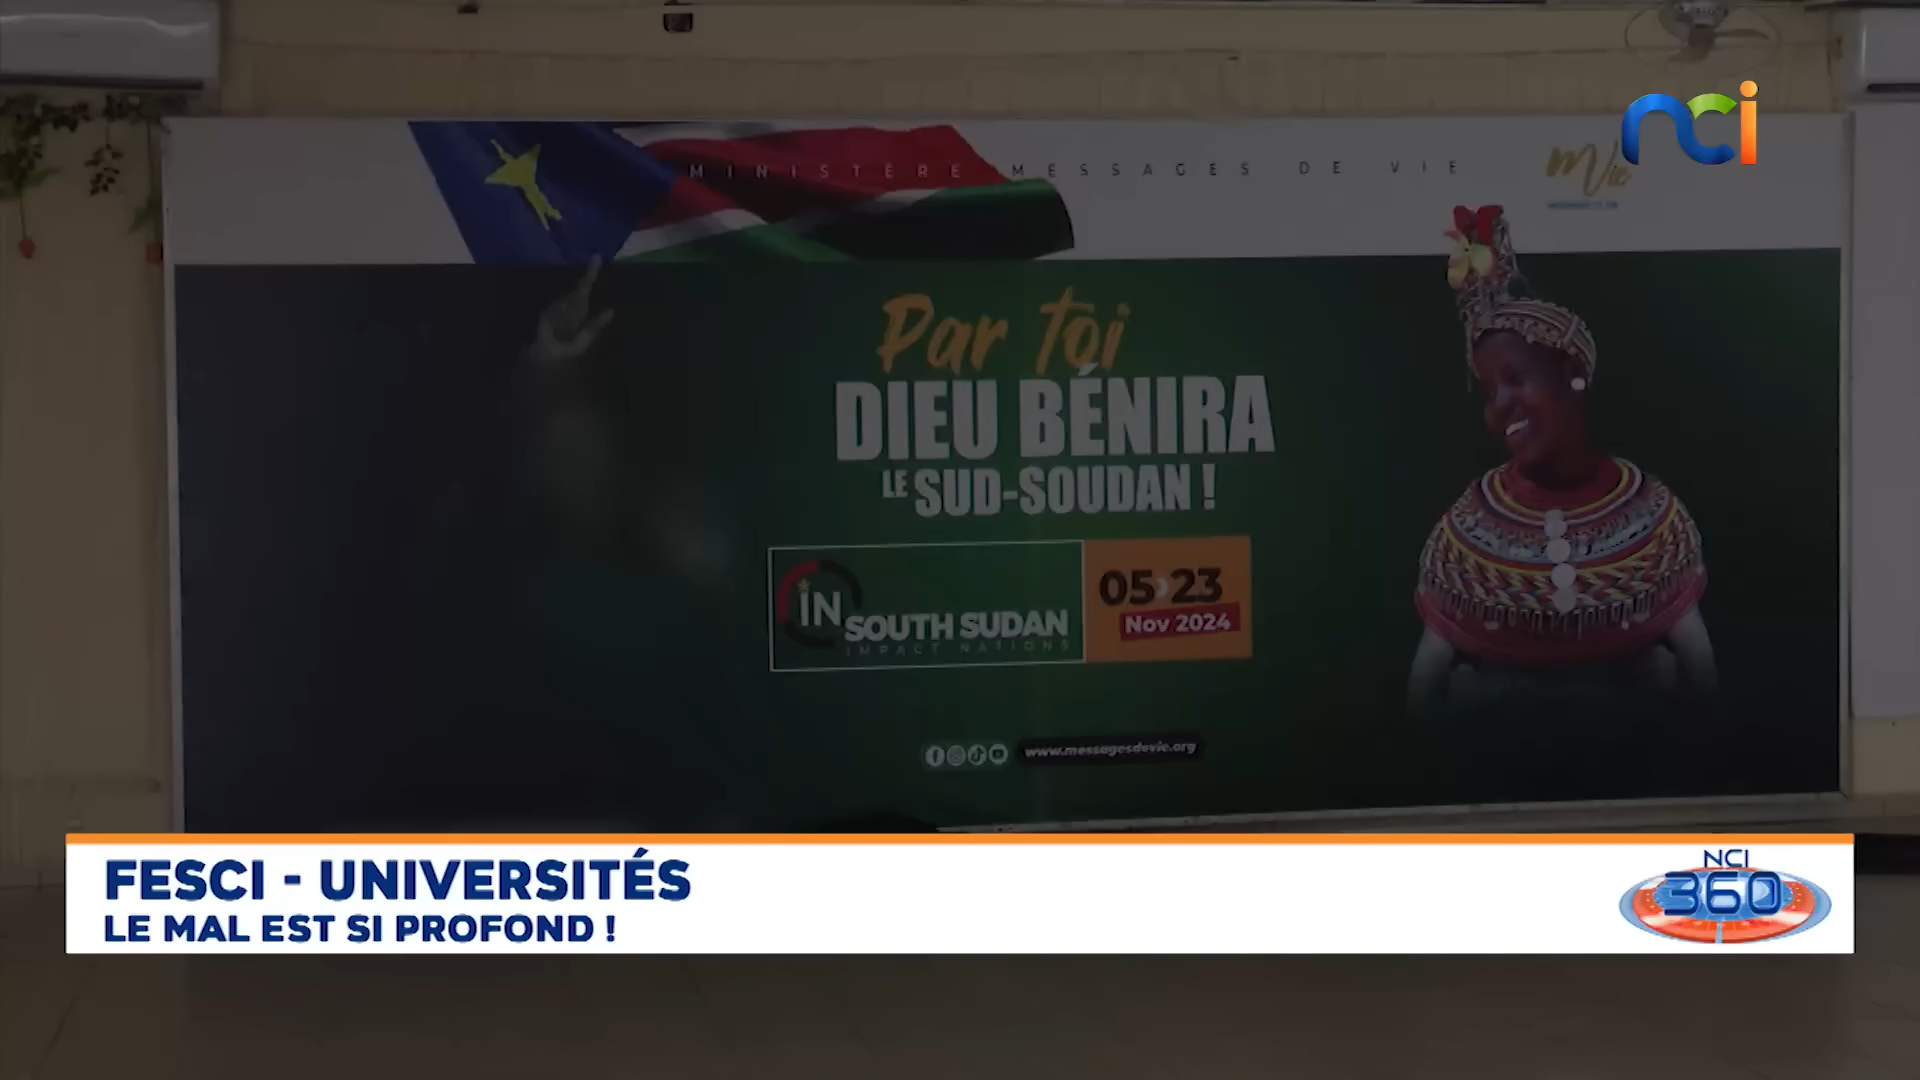 nci
MINISTÈRE MESSAGES DE VIE
mVie
Par toi
DIEU BÉNIRA
LE SUD-SOUDAN !
IN SOUTH SUDAN
IMPACT NATIONS
05 23
Nov 2024
www.messagesdevie.org
FESCI - UNIVERSITÉS
LE MAL EST SI PROFOND !
NCI
360